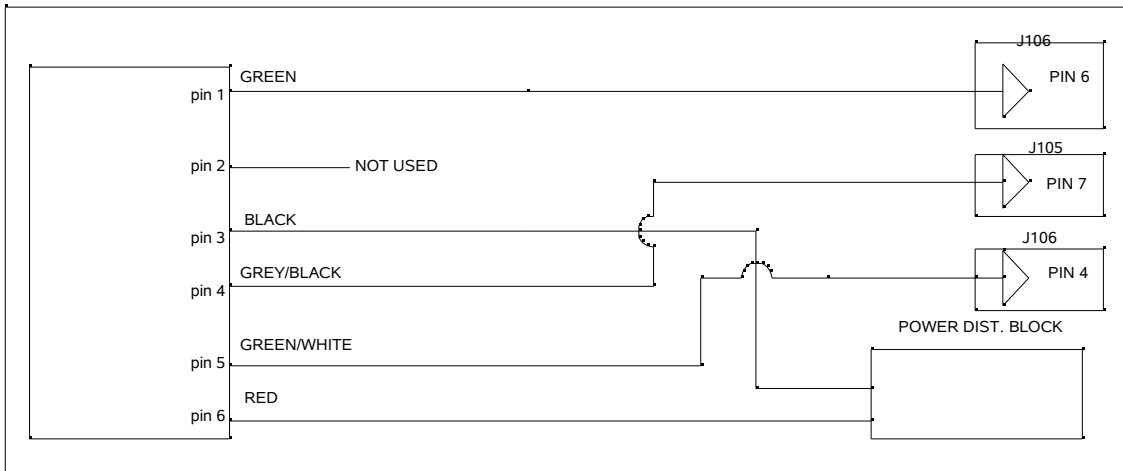 J106
GREEN
PIN 6
pin 1
J105
pin 2
NOT USED
PIN 7
BLACK
pin 3
J106
GREY/BLACK
PIN 4
pin 4
POWER DIST. BLOCK
GREEN/WHITE
pin 5
RED
pin 6